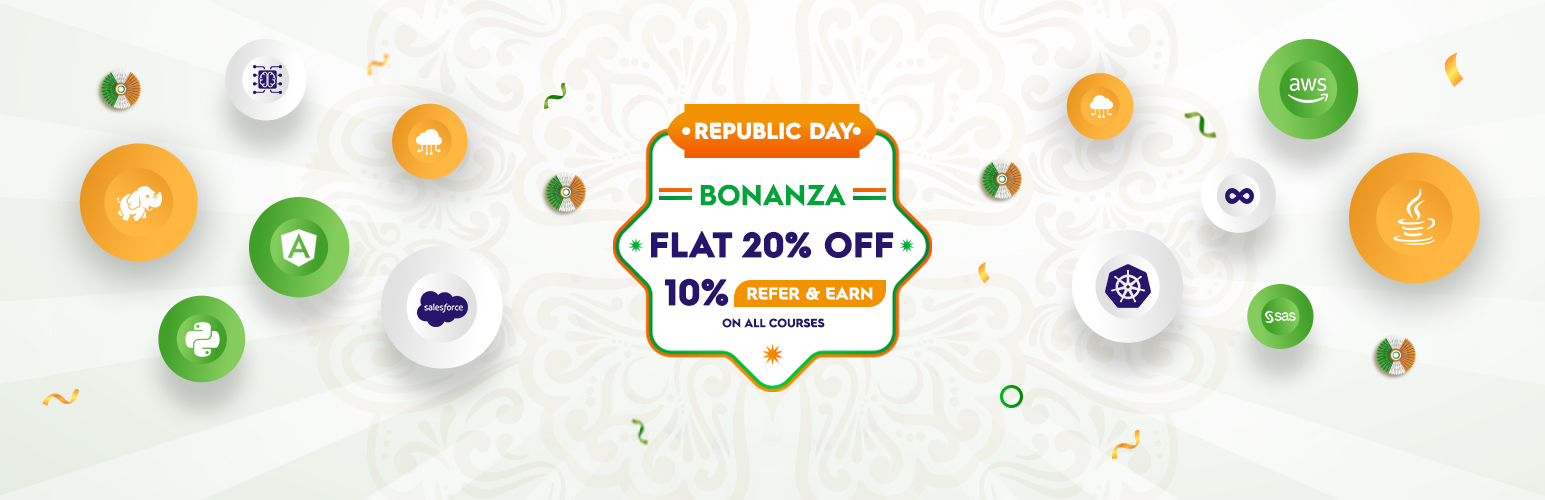 REPUBLIC DAY
BONANZA
FLAT 20% OFF
10% REFER & EARN
ON ALL COURSES
salesforce
aws
sas